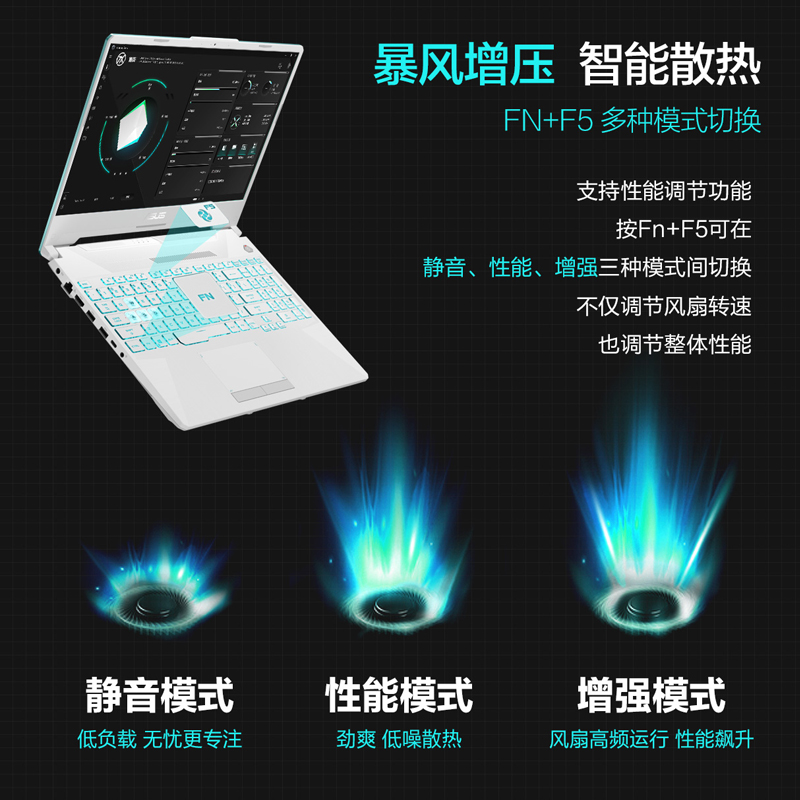 暴风增压 智能散热
FN+F5 多种模式切换
支持性能调节功能
按Fn+F5可在
静音、性能、增强三种模式间切换
不仅调节风扇转速
也调节整体性能
FN
静音模式
性能模式
增强模式
低负载 无忧更专注
劲爽 低噪散热
风扇高频运行 性能飙升